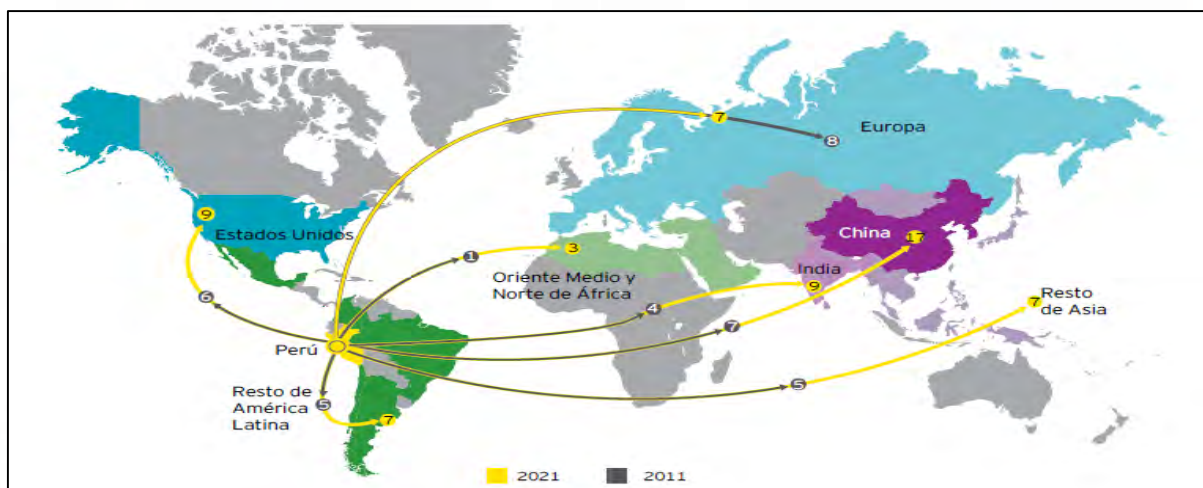 7
8
Europa
9
Estados Unidos
China
17
1
3
Oriente Medio y
Norte de África
India
9
6
4
7
7
Resto
de Asia
Perú
5
Resto de
América
Latina
5
7
2021
2011